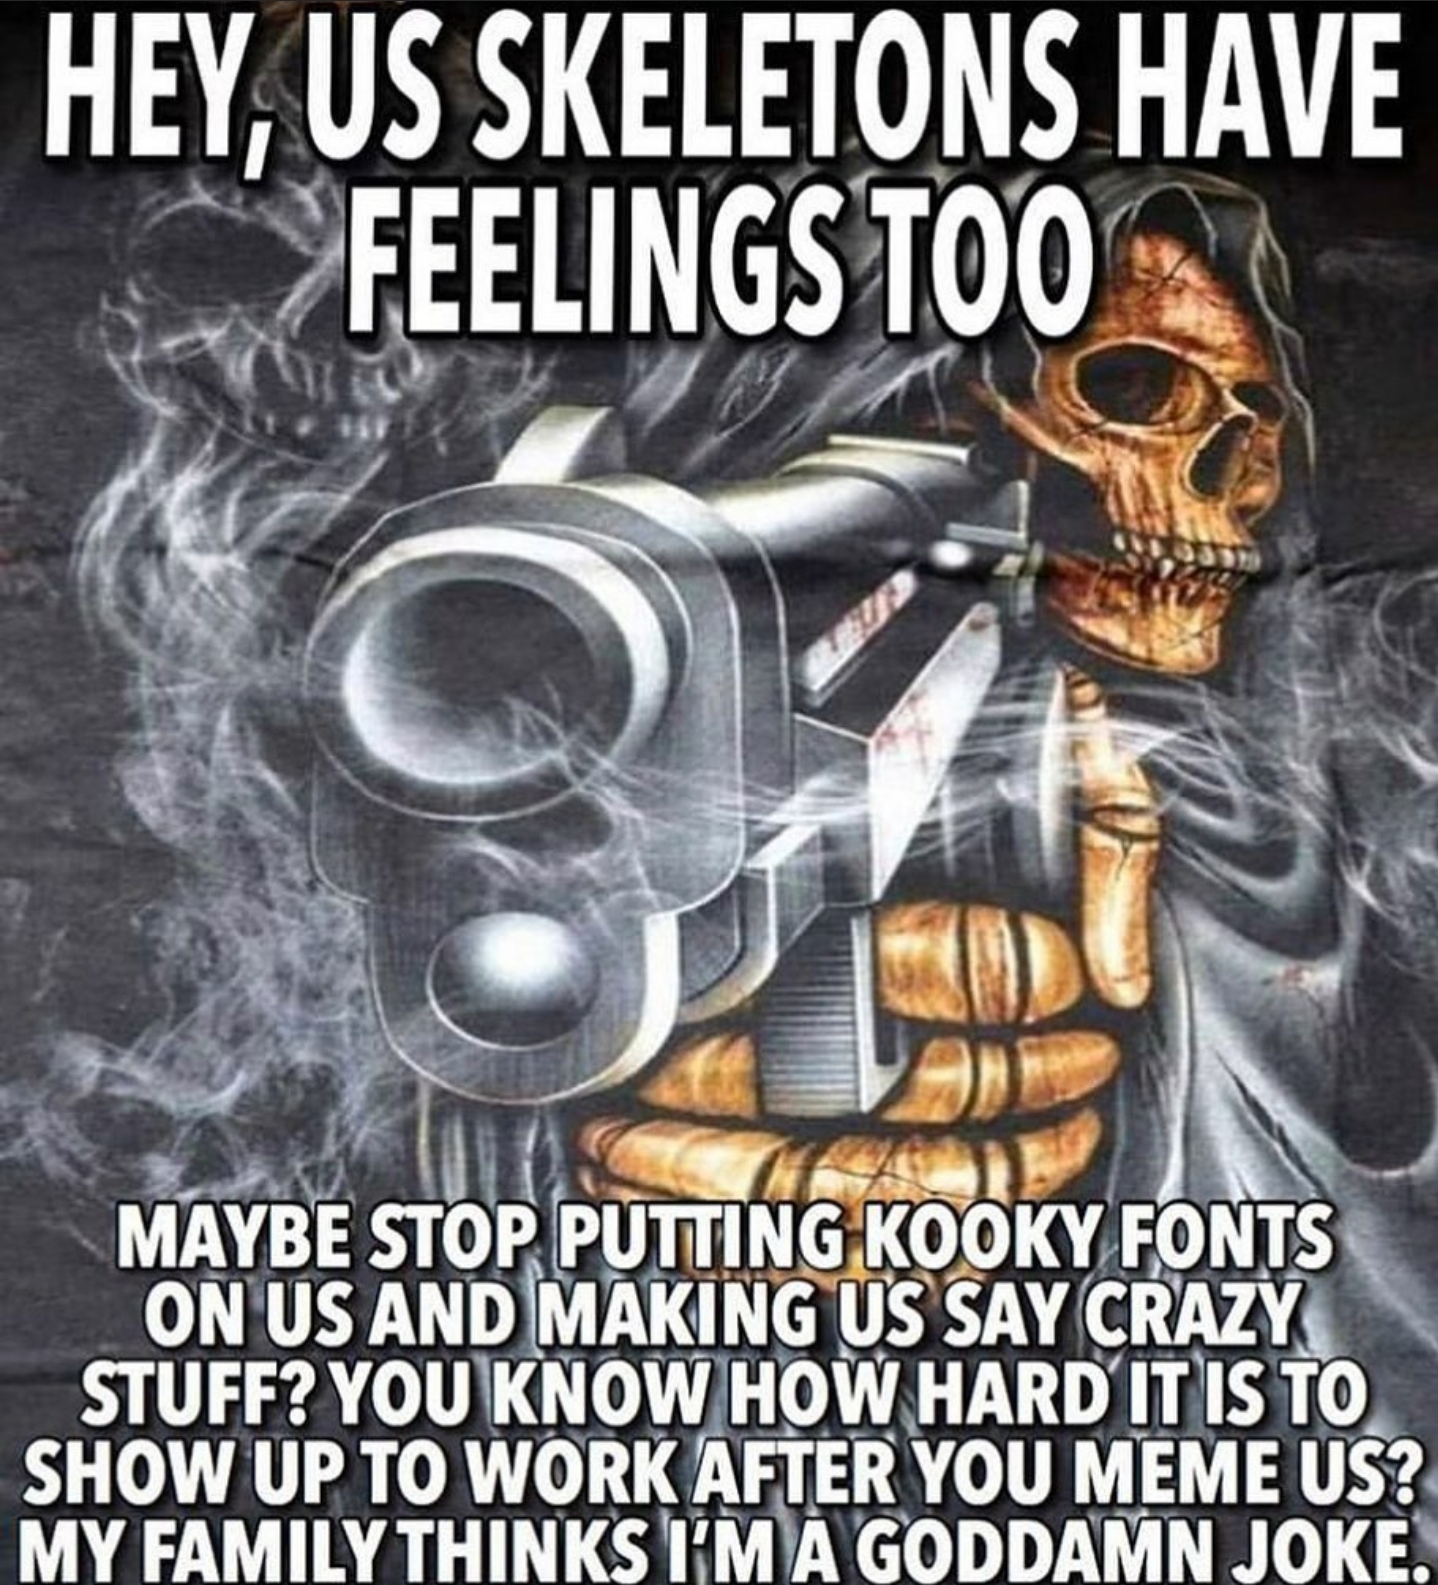 HEY, US SKELETONS HAVE
FEELINGS TOO
MAYBE STOP PUTTING KOOKY FONTS
ON US AND MAKING US SAY CRAZY
STUFF? YOU KNOW HOW HARD IT IS TO
SHOW UP TO WORK AFTER YOU MEME US?
MY FAMILY THINKS I'M A GODDAMN JOKE.